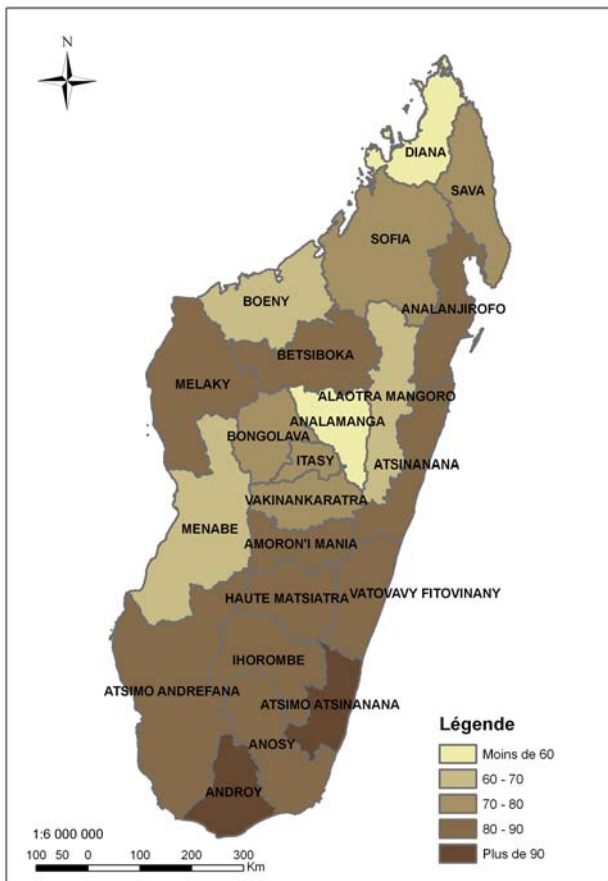 N
DIANA
SAVA
SOFIA
BOENY
ANALANJIROFO
BETSIBOKA
MELAKY
ALAOTRA MANGORO
ANALAMANGA
BONGOLAVA
ITASY
ATSINANANA
VAKINANKARATRA
MENABE
AMORON'I MANIA
HAUTE MATSIATRA
VATOVAVY FITOVINANY
IHOROMBE
ATSIMO ANDREFANA
ATSIMO ATSINANANA
ANOSY
ANDROY
Légende
Moins de 60
60 - 70
70 - 80
80 - 90
Plus de 90
1:6 000 000
100 50 0 100 200 300
Km